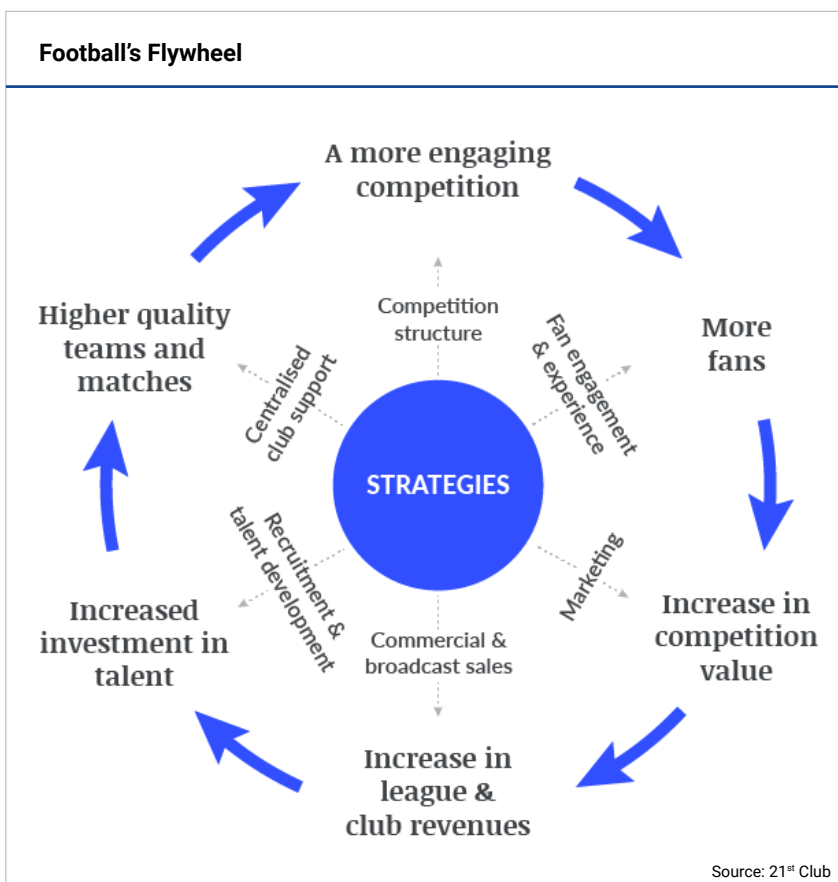 Football’s Flywheel
A more engaging
competition
More
fans
Increase in
competition
value
Increase in
league &
club revenues
Increased
investment in
talent
Higher quality
teams and
matches
Competition
structure
Fan engagement
& experience
Marketing
Commercial &
broadcast sales
Recruitment &
talent development
Centralised
club support
STRATEGIES
Source: 21st Club